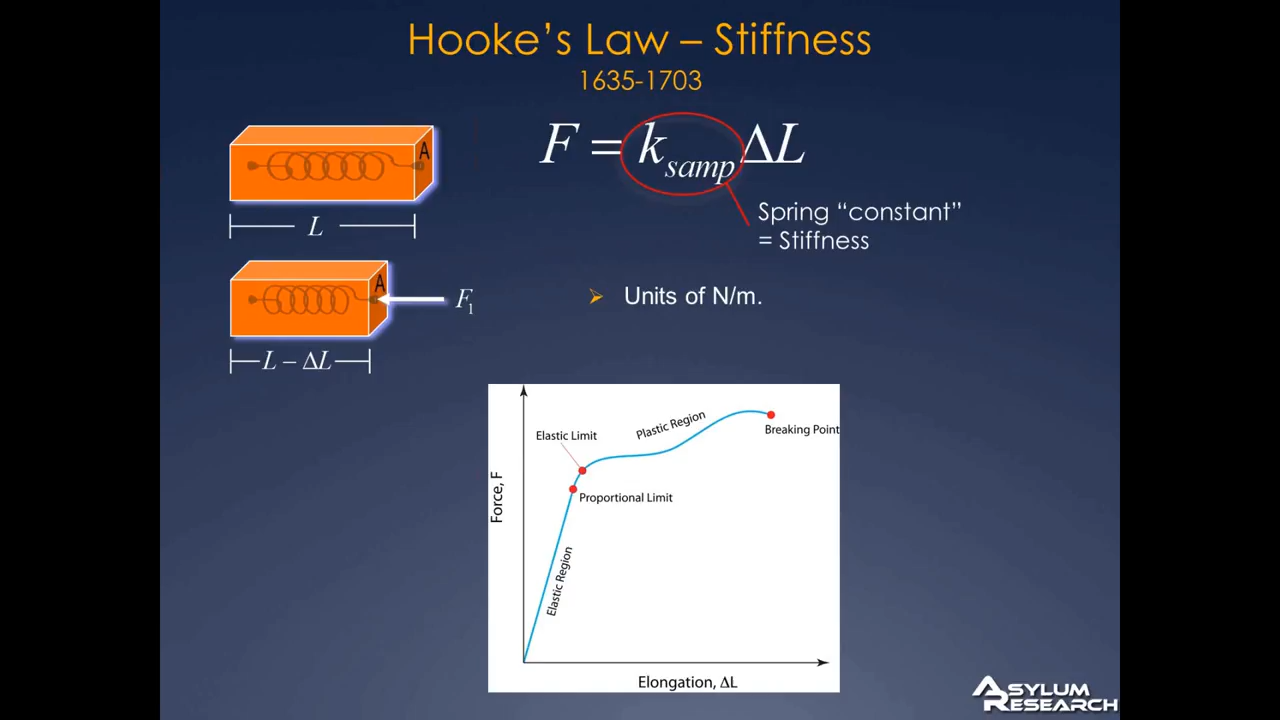 Hooke’s Law – Stiffness
1635-1703
F = k_samp ΔL
A
L
Spring “constant”
= Stiffness
A
F₁
Units of N/m.
L – ΔL
Elastic Limit
Plastic Region
Breaking Point
Proportional Limit
Force, F
Elastic Region
Elongation, ΔL
ASYLUM
RESEARCH